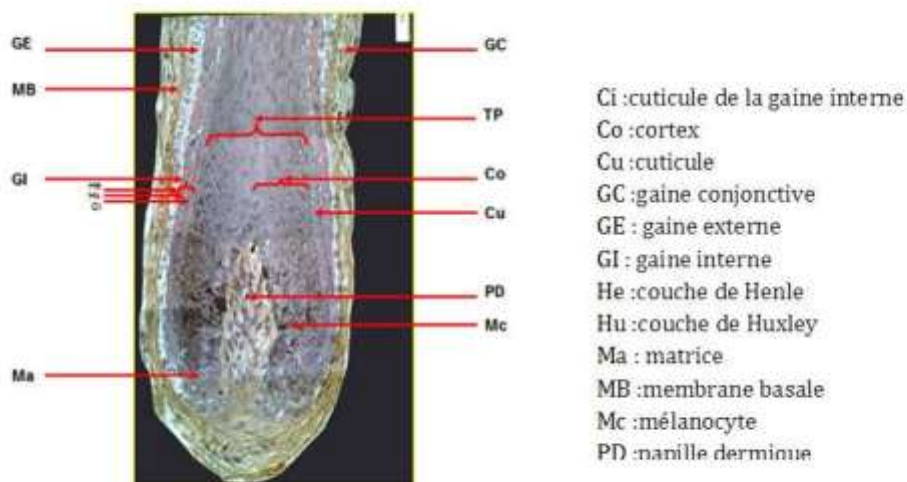 GE
MB
GI
Ma
GC
TP
Co
Cu
PD
Mc
Ci :cuticule de la gaine interne
Co :cortex
Cu :cuticule
GC :gaine conjonctive
GE : gaine externe
GI : gaine interne
He :couche de Henle
Hu :couche de Huxley
Ma : matrice
MB :membrane basale
Mc :mélanocyte
PD :papille dermique